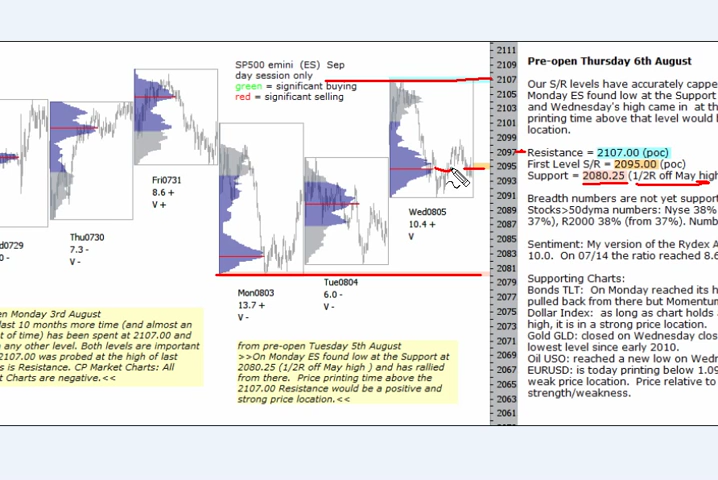 SP500 emini (ES) Sep
day session only
green = significant buying
red = significant selling
Fri0731
8.6 +
V +
Wed0805
10.4 +
V
d0729
0 -
Thu0730
7.3 -
V -
Mon0803
13.7 +
V -
Tue0804
6.0 -
V -
en Monday 3rd August
last 10 months more time (and almost an
t of time) has been spent at 2107.00 and
any other level. Both levels are important
2107.00 was probed at the high of last
s is Resistance. CP Market Charts: All
t Charts are negative.<<
from pre-open Tuesday 5th August
>>On Monday ES found low at the Support at
2080.25 (1/2R off May high ) and has rallied
from there. Price printing time above the
2107.00 Resistance would be a positive and
strong price location.<<
2111
2109
2107
2105
2103
2101
2099
2097
2095
2093
2091
2089
2087
2085
2083
2081
2079
2077
2075
2073
2071
2069
2067
2065
2063
2061
Pre-open Thursday 6th August
Our S/R levels have accurately cappe
Monday ES found low at the Support
and Wednesday's high came in at th
printing time above that level would l
location.
Resistance = 2107.00 (poc)
First Level S/R = 2095.00 (poc)
Support = 2080.25 (1/2R off May high
Breadth numbers are not yet support
Stocks>50dyma numbers: Nyse 38%
37%), R2000 38% (from 37%). Numb
Sentiment: My version of the Rydex A
10.0. On 07/14 the ratio reached 8.6
Supporting Charts:
Bonds TLT: On Monday reached its h
pulled back from there but Momentun
Dollar Index: as long as chart holds a
high, it is in a strong price location.
Gold GLD: closed on Wednesday clos
lowest level since early 2010.
Oil USO: reached a new low on Wedn
EURUSD: is today printing below 1.09
weak price location. Price relative to
strength/weakness.